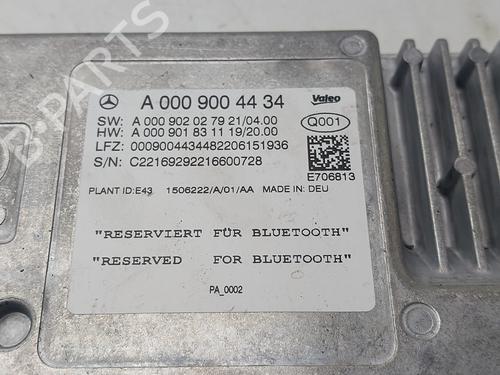 A 000 900 44 34
Valeo
SW: A 000 902 02 79 21/04.00
HW: A 000 901 83 11 19/20.00
Q001
LFZ: 0009004434482206151936
S/N: C22169292216600728
E706813
PLANT ID:E43 1506222/A/01/AA MADE IN: DEU
"RESERVIERT FÜR BLUETOOTH"
"RESERVED FOR BLUETOOTH"
PA_0002
B-PARTS